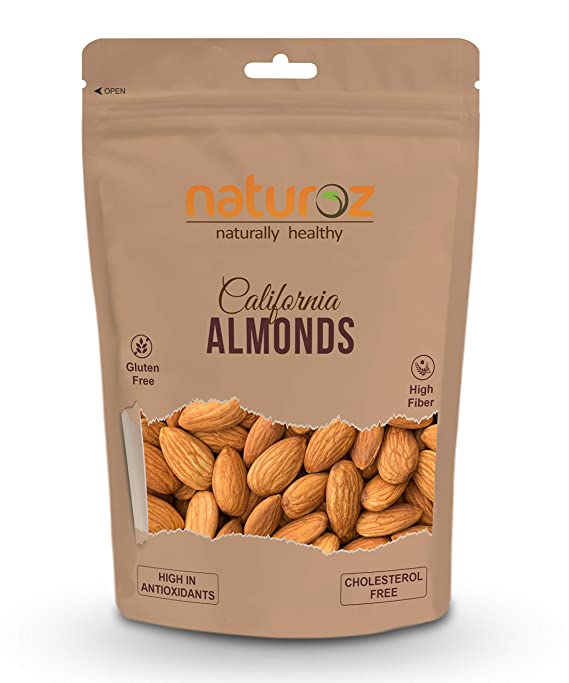 OPEN
naturoz
naturally healthy
California
ALMONDS
Gluten
Free
High
Fiber
HIGH IN
ANTIOXIDANTS
CHOLESTEROL
FREE